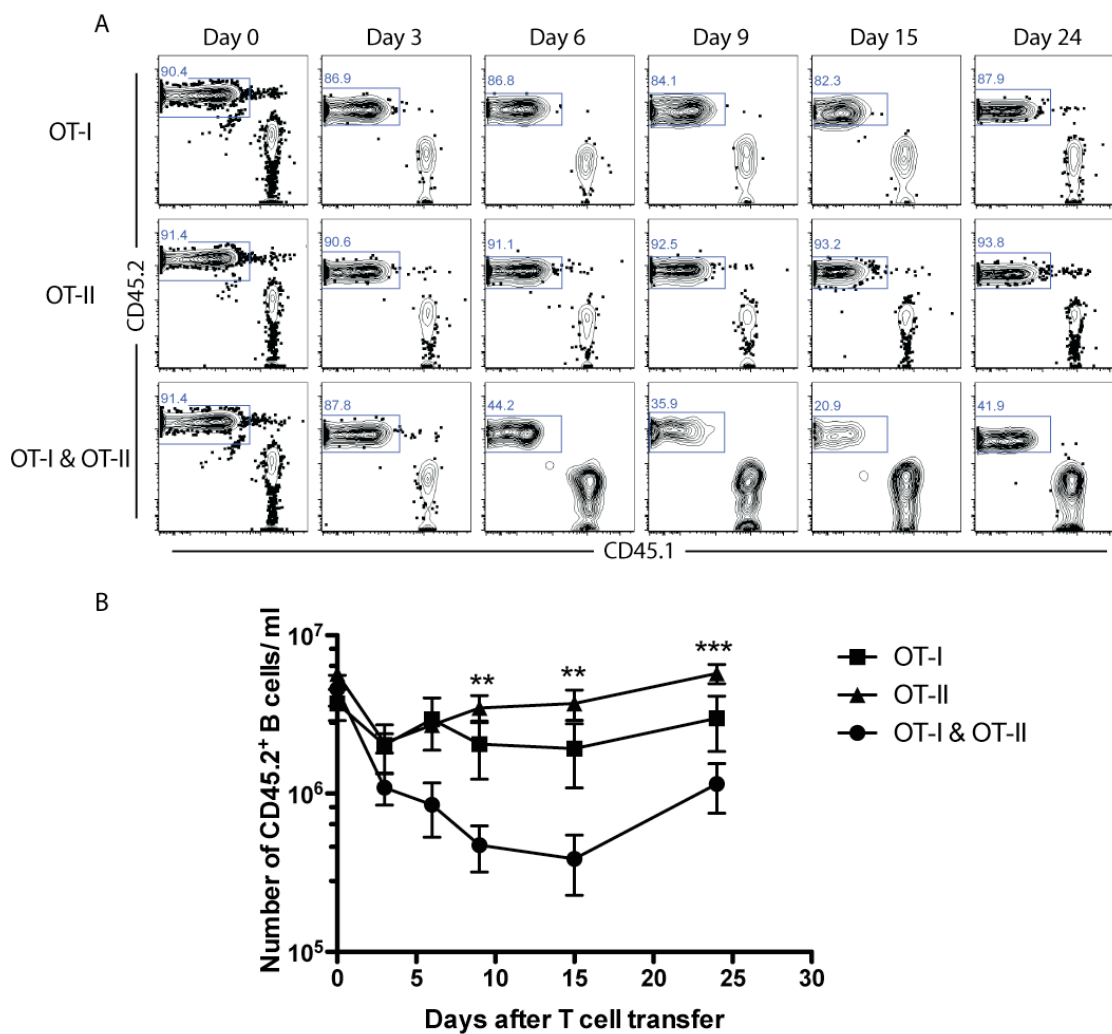 A
Day 0 Day 3 Day 6 Day 9 Day 15 Day 24
OT-I
90.4 86.9 86.8 84.1 82.3 87.9
OT-II
91.4 90.6 91.1 92.5 93.2 93.8
OT-I & OT-II
91.4 87.8 44.2 35.9 20.9 41.9
CD45.2
CD45.1
B
Number of CD45.2+ B cells/ ml
10⁷
10⁶
10⁵
** ** ***
OT-I
OT-II
OT-I & OT-II
0 5 10 15 20 25 30
Days after T cell transfer